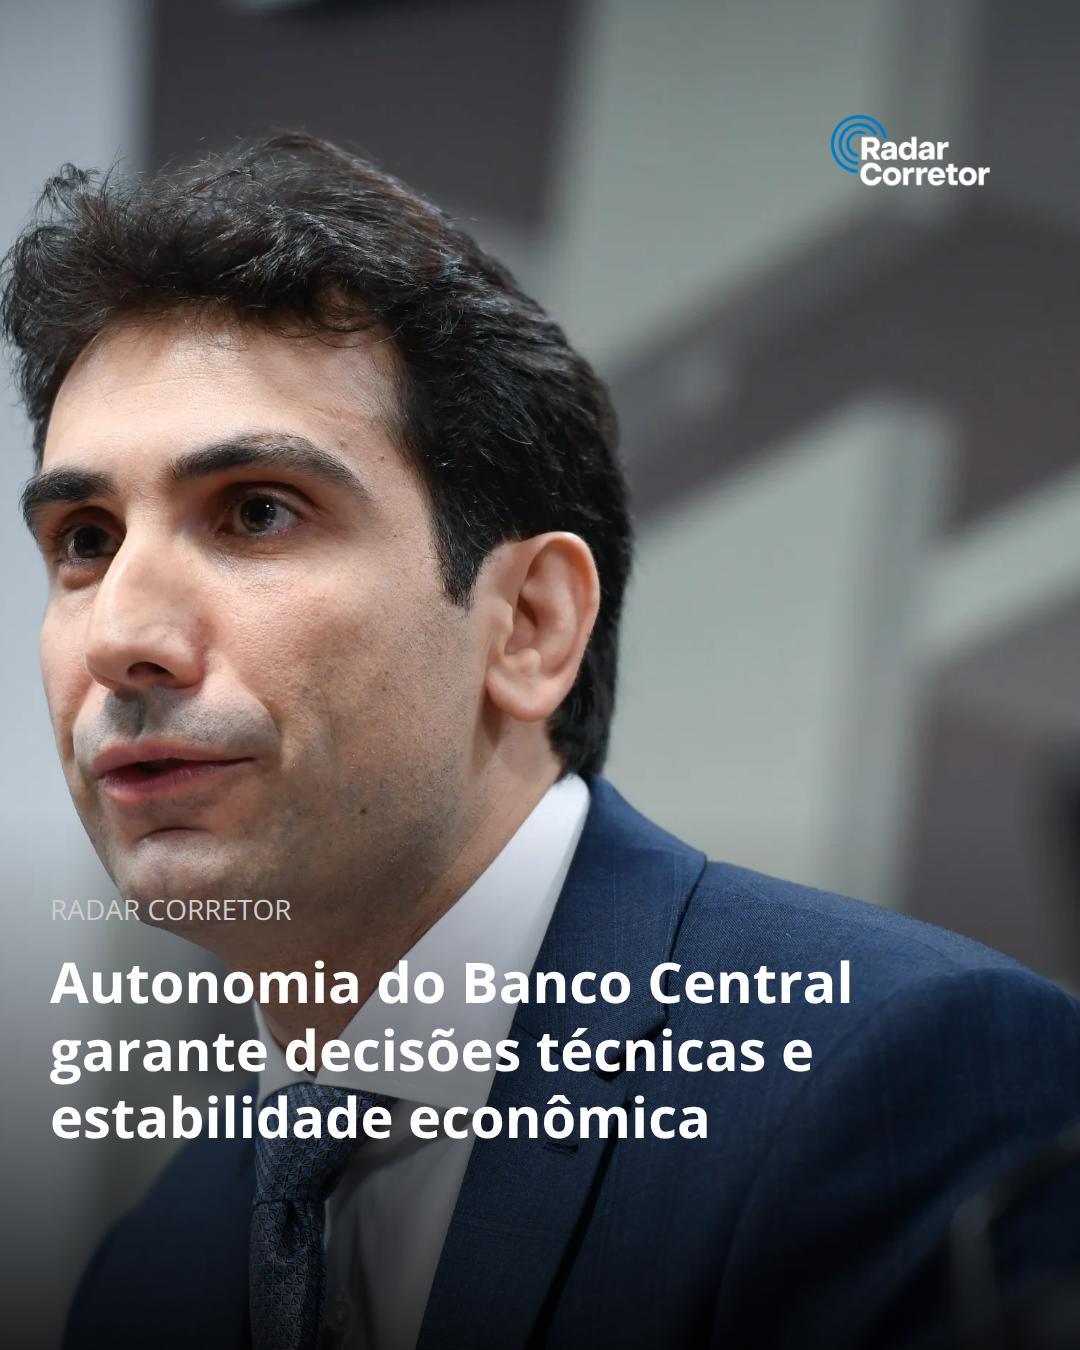 Radar
Corretor
RADAR CORRETOR
Autonomia do Banco Central
garante decisões técnicas e
estabilidade econômica